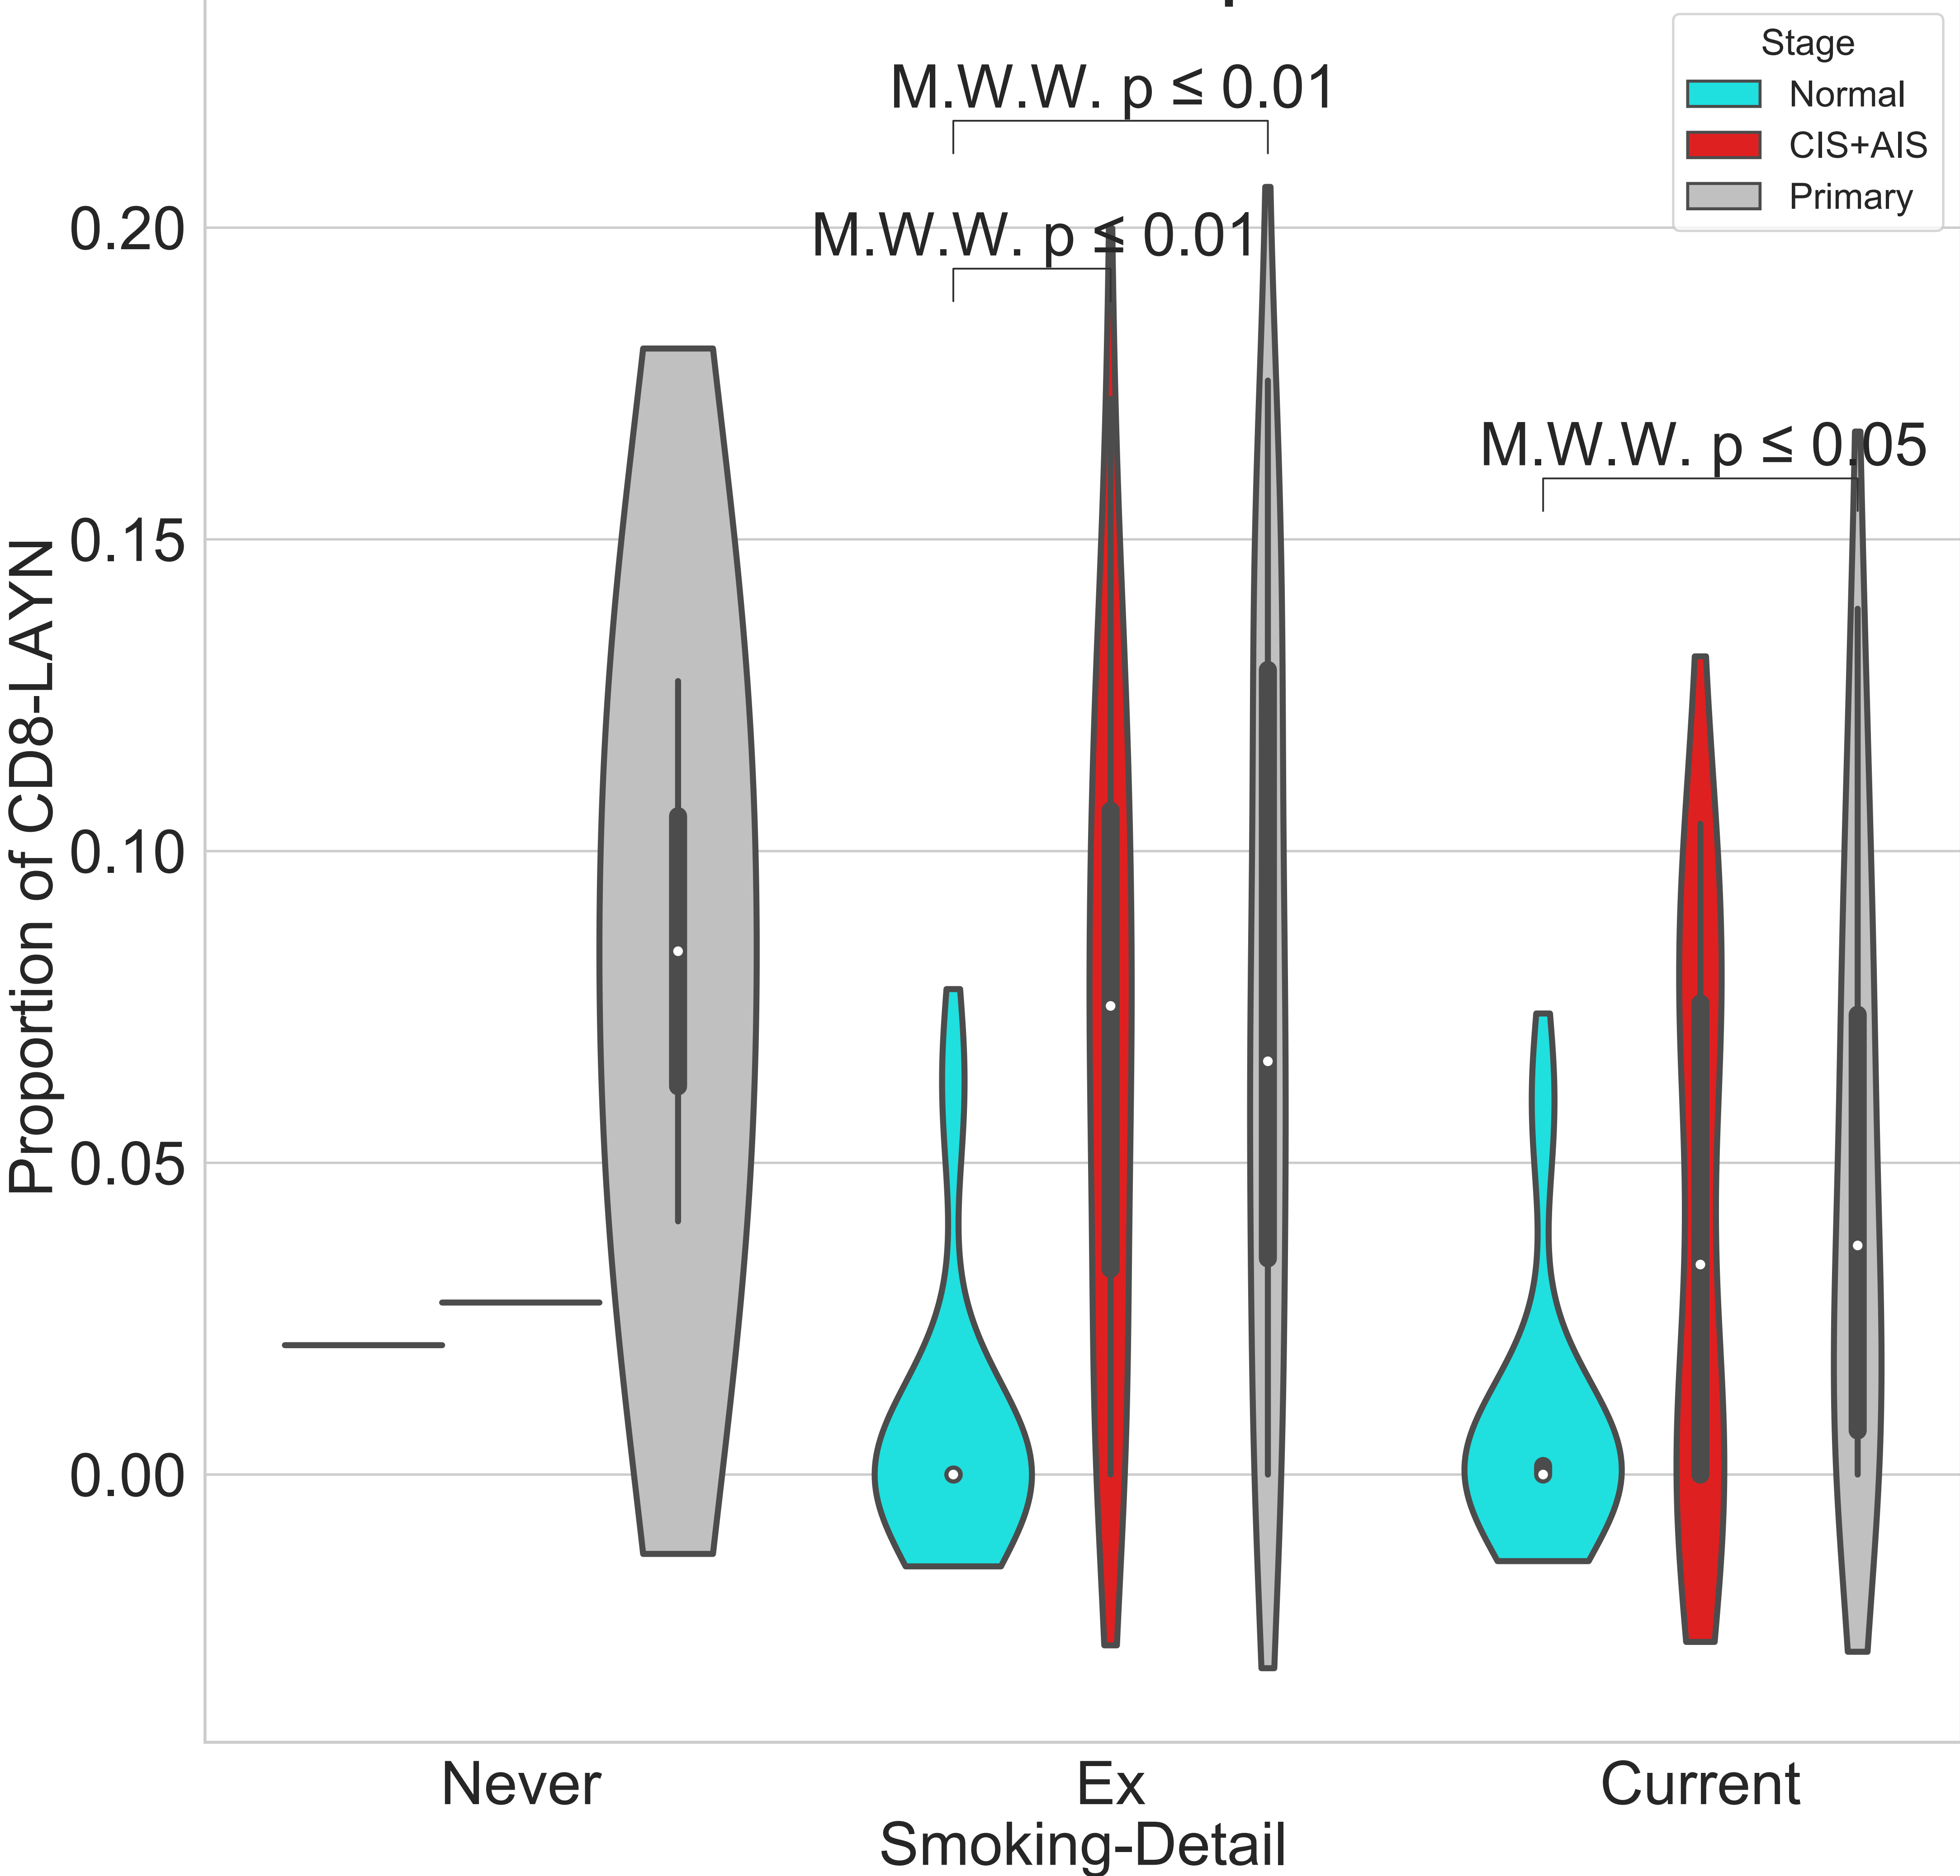 M.W.W. p ≤ 0.01
M.W.W. p ≤ 0.01
M.W.W. p ≤ 0.05
Stage
Normal
CIS+AIS
Primary
Proportion of CD8-LAYN
0.20
0.15
0.10
0.05
0.00
Never
Ex
Current
Smoking-Detail